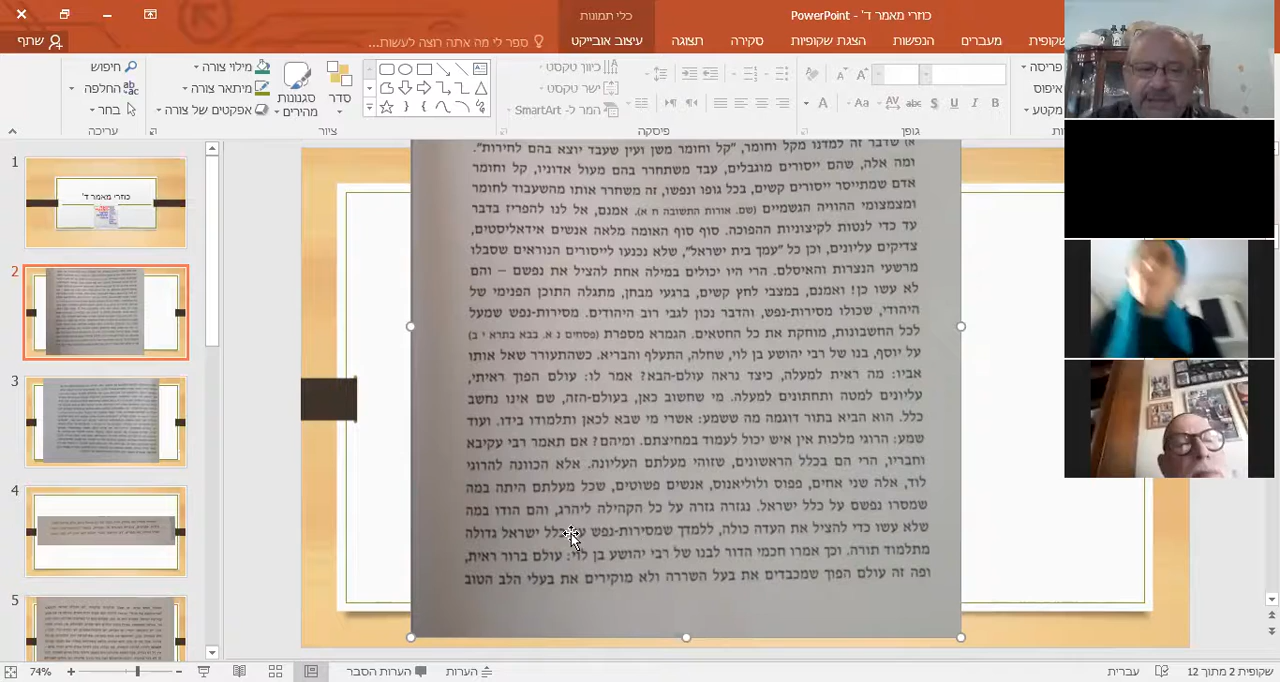 כוזרי מאמר ד' - PowerPoint
כלי תמונות
שקופית
מעברים
הנפשות
הצגת שקופיות
סקירה
תצוגה
עיצוב אובייקט
ספר לי מה אתה רוצה לעשות...
שתף
פריסה
איפוס
מקטע
גופן
כיוון טקסט
ישר טקסט
המר ל- SmartArt
פיסקה
סדר
סגנונות מהירים
מילוי צורה
מיתאר צורה
אפקטים של צורה
ציור
חיפוש
החלפה
בחר
עריכה
1
כוזרי מאמר ד'
2
3
4
5
א) שדבר זה למדנו מקל וחומר, "קל וחומר משן ועין שעבד יוצא בהם לחירות".
ומה אלה, שהם ייסורים מוגבלים, עבד משתחרר בהם מעול אדוניו, קל וחומר
אדם שמתייסר ייסורים קשים, בכל גופו ונפשו, זה משחרר אותו מהשעבוד לחומר
ומצמצומי ההוויה הגשמיים (שם. אורות התשובה ח א). אמנם, אל לנו להפריז בדבר
עד כדי לנטות לקיצוניות ההפוכה. סוף סוף האומה מלאה אנשים אידאליסטים,
צדיקים עליונים, וכן כל "עמך בית ישראל", שלא נכנעו לייסורים הנוראים שסבלו
מרשעי הנצרות והאיסלם. הרי היו יכולים במילה אחת להציל את נפשם – והם
לא עשו כן! ואמנם, במצבי לחץ קשים, ברגעי מבחן, מתגלה התוכן הפנימי של
היהודי, שכולו מסירות-נפש, והדבר נכון לגבי רוב היהודים. מסירות-נפש שמעל
לכל החשבונות, מוחקת את כל החטאים. הגמרא מספרת (פסחים נ א. בבא בתרא י ב)
על יוסף, בנו של רבי יהושע בן לוי, שחלה, התעלף והבריא. כשהתעורר שאל אותו
אביו: מה ראית למעלה, כיצד נראה עולם-הבא? אמר לו: עולם הפוך ראיתי,
עליונים למטה ותחתונים למעלה. מי שחשוב כאן, בעולם-הזה, שם אינו נחשב
כלל. הוא הביא בתור דוגמה מה ששמע: אשרי מי שבא לכאן ותלמודו בידו. ועוד
שמע: הרוגי מלכות אין איש יכול לעמוד במחיצתם. ומיהם? אם תאמר רבי עקיבא
וחבריו, הרי הם בכלל הראשונים, שזוהי מעלתם העליונה. אלא הכוונה להרוגי
לוד, אלה שני אחים, פפוס ולוליאנוס, אנשים פשוטים, שכל מעלתם היתה במה
שמסרו נפשם על כלל ישראל. נגזרה גזרה על כל הקהילה ליהרג, והם הודו במה
שלא עשו כדי להציל את העדה כולה, ללמדך שמסירות-נפש כלל ישראל גדולה
מתלמוד תורה. וכך אמרו חכמי הדור לבנו של רבי יהושע בן לוי: עולם ברור ראית,
ופה זה עולם הפוך שמכבדים את בעל השררה ולא מוקירים את בעלי הלב הטוב
שקופית 2 מתוך 12
עברית
הערות
הערות הסבר
74%